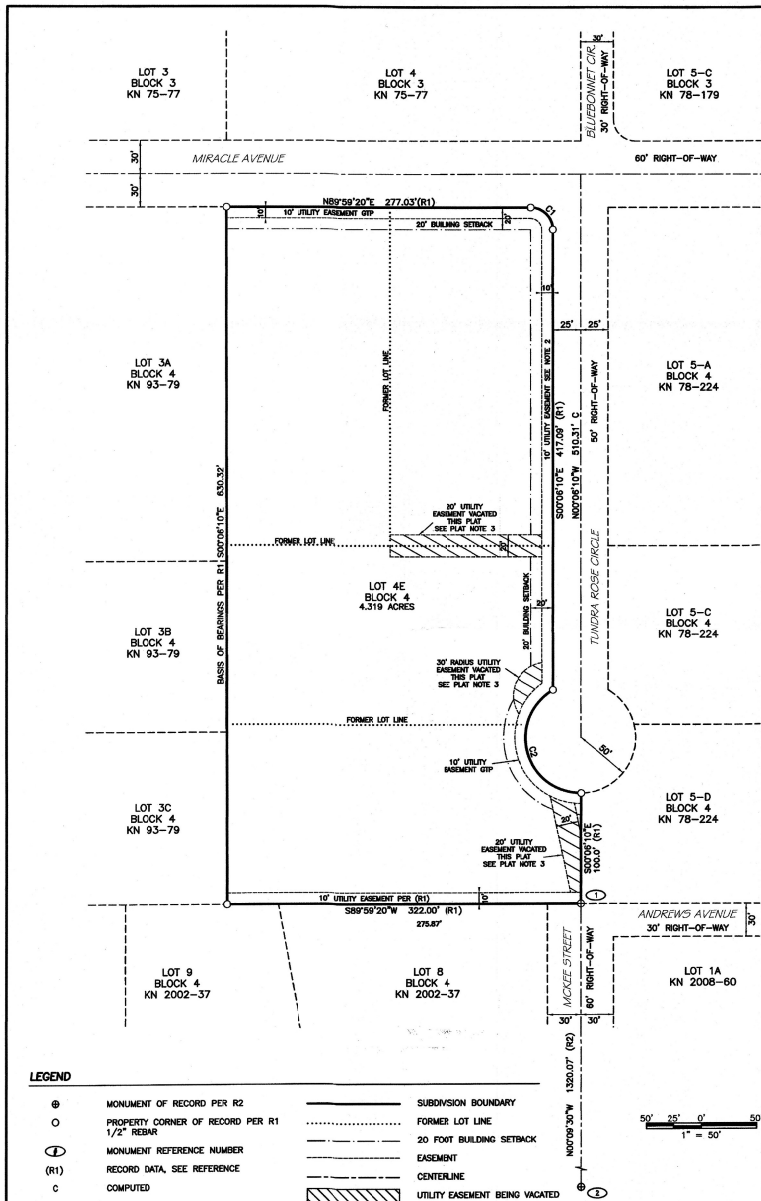 30'
BLUEBONNET CIR.
30' RIGHT-OF-WAY
LOT 3
BLOCK 3
KN 75-77
LOT 4
BLOCK 3
KN 75-77
LOT 5-C
BLOCK 3
KN 78-179
30'
30'
MIRACLE AVENUE
60' RIGHT-OF-WAY
N89°59'20"E 277.03'(R1)
10'
10' UTILITY EASEMENT GTP
20'
20' BUILDING SETBACK
C1
10'
25' 25'
LOT 3A
BLOCK 4
KN 93-79
FORMER LOT LINE
10' UTILITY EASEMENT SEE NOTE 2
S00°06'10"E 417.09' (R1)
N00°06'10"W 510.31' C
50' RIGHT-OF-WAY
TUNDRA ROSE CIRCLE
LOT 5-A
BLOCK 4
KN 78-224
BASIS OF BEARINGS PER R1 S00°06'10"E 630.32'
20' UTILITY
EASEMENT VACATED
THIS PLAT
SEE PLAT NOTE 3
FORMER LOT LINE
20'
LOT 4E
BLOCK 4
4.319 ACRES
20' BUILDING SETBACK
20'
LOT 3B
BLOCK 4
KN 93-79
LOT 5-C
BLOCK 4
KN 78-224
30' RADIUS UTILITY
EASEMENT VACATED
THIS PLAT
SEE PLAT NOTE 3
FORMER LOT LINE
C2
50'
10' UTILITY
EASEMENT GTP
LOT 3C
BLOCK 4
KN 93-79
LOT 5-D
BLOCK 4
KN 78-224
20' UTILITY
EASEMENT VACATED
THIS PLAT
SEE PLAT NOTE 3
20'
S00°06'10"E
100.0' (R1)
10' UTILITY EASEMENT PER (R1)
10'
1
S89°59'20"W 322.00' (R1)
275.87'
ANDREWS AVENUE
30' RIGHT-OF-WAY
30'
LOT 9
BLOCK 4
KN 2002-37
LOT 8
BLOCK 4
KN 2002-37
MCKEE STREET
60' RIGHT-OF-WAY
LOT 1A
KN 2008-60
30' 30'
N00°09'30"W 1320.07' (R2)
2
LEGEND
MONUMENT OF RECORD PER R2
PROPERTY CORNER OF RECORD PER R1
1/2" REBAR
MONUMENT REFERENCE NUMBER
(R1) RECORD DATA, SEE REFERENCE
C COMPUTED
SUBDIVSION BOUNDARY
FORMER LOT LINE
20 FOOT BUILDING SETBACK
EASEMENT
CENTERLINE
UTILITY EASEMENT BEING VACATED
50' 25' 0' 50
1" = 50'